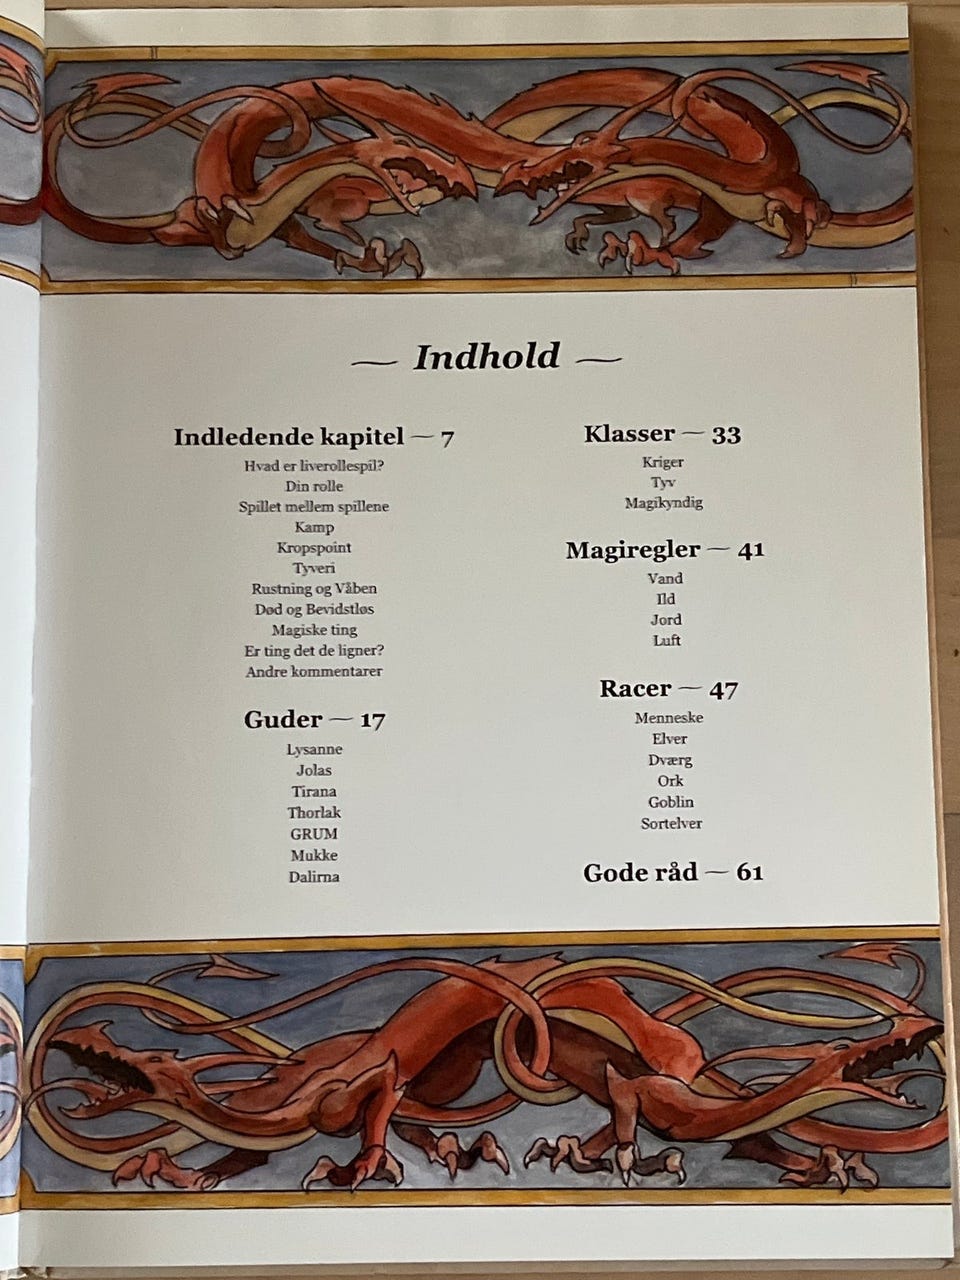 Indhold
Indledende kapitel — 7
Hvad er liverollespil?
Din rolle
Spillet mellem spillene
Kamp
Kropspoint
Tyveri
Rustning og Våben
Død og Bevidstløs
Magiske ting
Er ting det de ligner?
Andre kommentarer
Guder — 17
Lysanne
Jolas
Tirana
Thorlak
GRUM
Mukke
Dalirna
Klasser — 33
Kriger
Tyv
Magikyndig
Magiregler — 41
Vand
Ild
Jord
Luft
Racer — 47
Menneske
Elver
Dværg
Ork
Goblin
Sortelver
Gode råd — 61